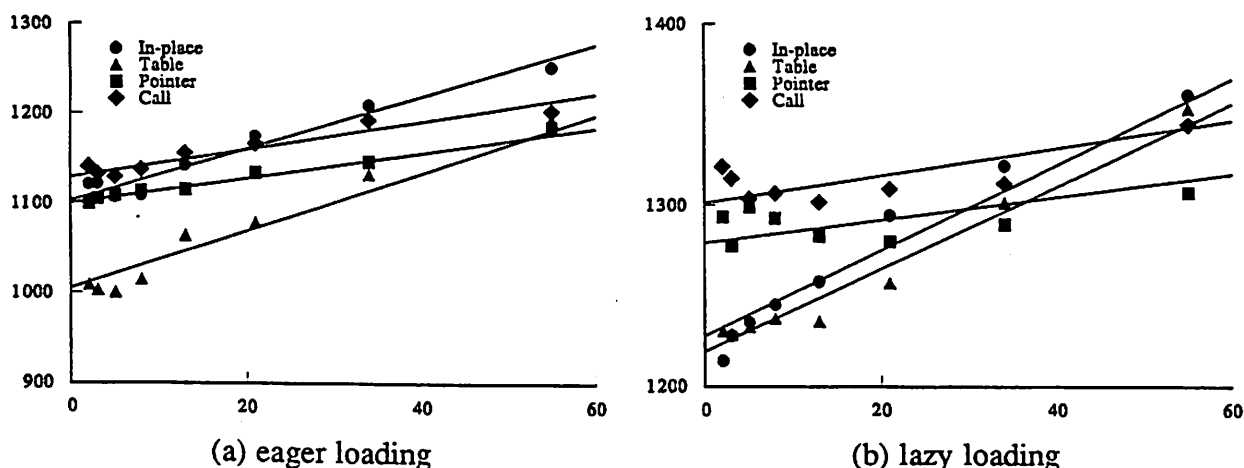 1300
1200
1100
1000
900
In-place
Table
Pointer
Call
0
20
40
60
(a) eager loading
1400
1300
1200
In-place
Table
Pointer
Call
0
20
40
60
(b) lazy loading